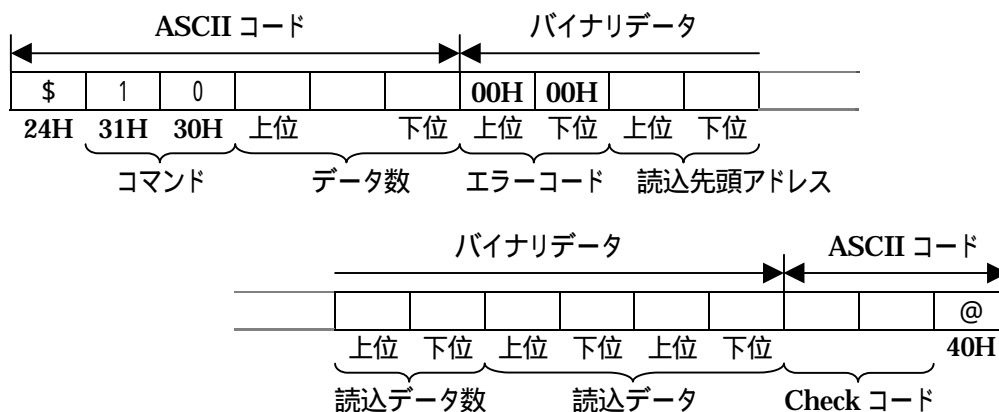 ASCII コード バイナリデータ
$ 1 0 00H 00H
24H 31H 30H 上位 下位 上位 下位 上位 下位
コマンド データ数 エラーコード 読込先頭アドレス
バイナリデータ ASCII コード
@
上位 下位 上位 下位 上位 下位 40H
読込データ数 読込データ Check コード